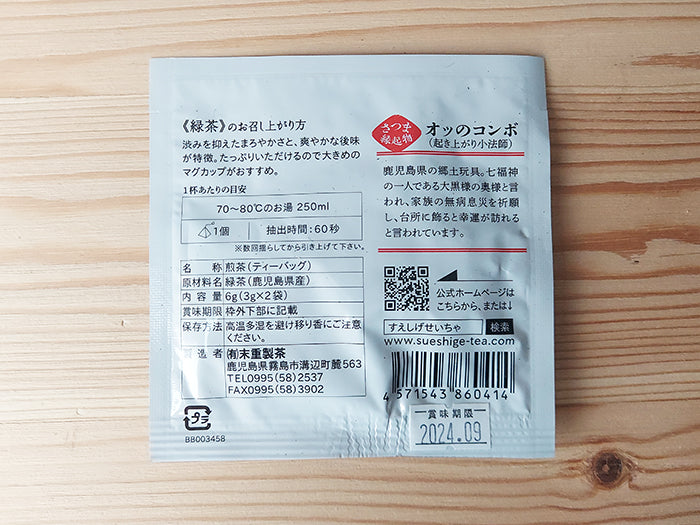 《緑茶》のお召し上がり方
渋みを抑えたまろやかさと、爽やかな後味
が特徴。たっぷりいただけるので大きめの
マグカップがおすすめ。
1杯あたりの目安
70〜80℃のお湯 250ml
1個 抽出時間:60秒
※数回揺らしてから引き上げて下さい。
名 称 煎茶(ティーバッグ)
原材料名 緑茶(鹿児島県産)
内 容 量 6g(3g×2袋)
賞味期限 枠外下部に記載
保存方法 高温多湿を避け移り香にご注意
ください。
製 造 者 ㈲末重製茶
鹿児島県霧島市溝辺町麓563
TEL0995(58)2537
FAX0995(58)3902
プラ
BB003458
さつま
縁起物
オッのコンボ
(起き上がり小法師)
鹿児島県の郷土玩具。七福神
の一人である大黒様の奥様と言
われ、家族の無病息災を祈願
し、台所に飾ると幸運が訪れる
と言われています。
公式ホームページは
こちらから、または↓
すえしげせいちゃ 検索
www.sueshige-tea.com
4 571543 860414
賞味期限
2024.09